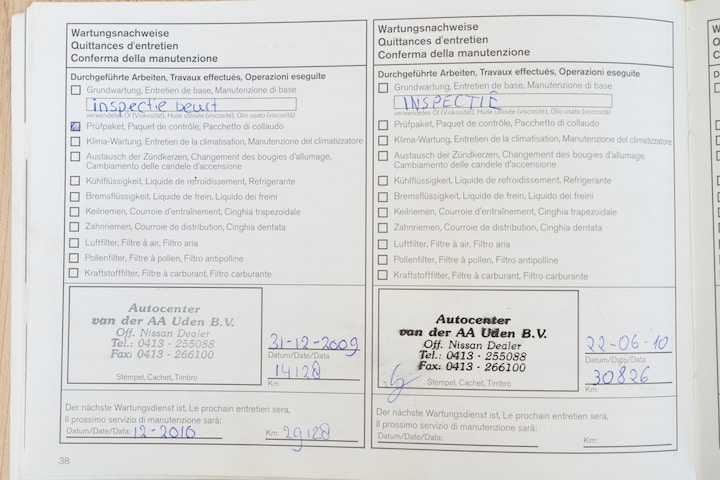 Wartungsnachweise
Quittances d'entretien
Conferma della manutenzione
Durchgeführte Arbeiten, Travaux effectués, Operazioni eseguite
Grundwartung, Entretien de base, Manutenzione di base
inspectie beurt
verwendetes Öl (Viskosität), Huile utilisée (viscosité), Olio usato (viscosità)
Prüfpaket, Paquet de contrôle, Pacchetto di collaudo
Klima-Wartung, Entretien de la climatisation, Manutenzione del climatizzatore
Austausch der Zündkerzen, Changement des bougies d'allumage,
Cambiamento delle candele d'accensione
Kühlflüssigkeit, Liquide de refroidissement, Refrigerante
Bremsflüssigkeit, Liquide de frein, Liquido dei freini
Keilriemen, Courroie d'entraînement, Cinghia trapezoidale
Zahnriemen, Courroie de distribution, Cinghia dentata
Luftfilter, Filtre à air, Filtro aria
Pollenfilter, Filtre à pollen, Filtro antipolline
Kraftstofffilter, Filtre à carburant, Filtro carburante
Autocenter
van der AA Uden B.V.
Off. Nissan Dealer
Tel.: 0413 - 255088
Fax: 0413 - 266100
Stempel, Cachet, Timbro
31-12-2009
Datum/Date/Data
14128
Km
Der nächste Wartungsdienst ist, Le prochain entretien sera,
Il prossimo servizio di manutenzione sarà:
Datum/Date/Data: 12-2010
Km: 29128
38
Wartungsnachweise
Quittances d'entretien
Conferma della manutenzione
Durchgeführte Arbeiten, Travaux effectués, Operazioni eseguite
Grundwartung, Entretien de base, Manutenzione di base
INSPECTIE
verwendetes Öl (Viskosität), Huile utilisée (viscosité), Olio usato (viscosità)
Prüfpaket, Paquet de contrôle, Pacchetto di collaudo
Klima-Wartung, Entretien de la climatisation, Manutenzione del climatizzatore
Austausch der Zündkerzen, Changement des bougies d'allumage,
Cambiamento delle candele d'accensione
Kühlflüssigkeit, Liquide de refroidissement, Refrigerante
Bremsflüssigkeit, Liquide de frein, Liquido dei freini
Keilriemen, Courroie d'entraînement, Cinghia trapezoidale
Zahnriemen, Courroie de distribution, Cinghia dentata
Luftfilter, Filtre à air, Filtro aria
Pollenfilter, Filtre à pollen, Filtro antipolline
Kraftstofffilter, Filtre à carburant, Filtro carburante
Autocenter
van der AA Uden B.V.
Off. Nissan Dealer
Tel.: 0413 - 255088
Fax: 0413 - 266100
Stempel, Cachet, Timbro
22-06-10
Datum/Date/Data
30826
Km
Der nächste Wartungsdienst ist, Le prochain entretien sera,
Il prossimo servizio di manutenzione sarà:
Datum/Date/Data:
Km: